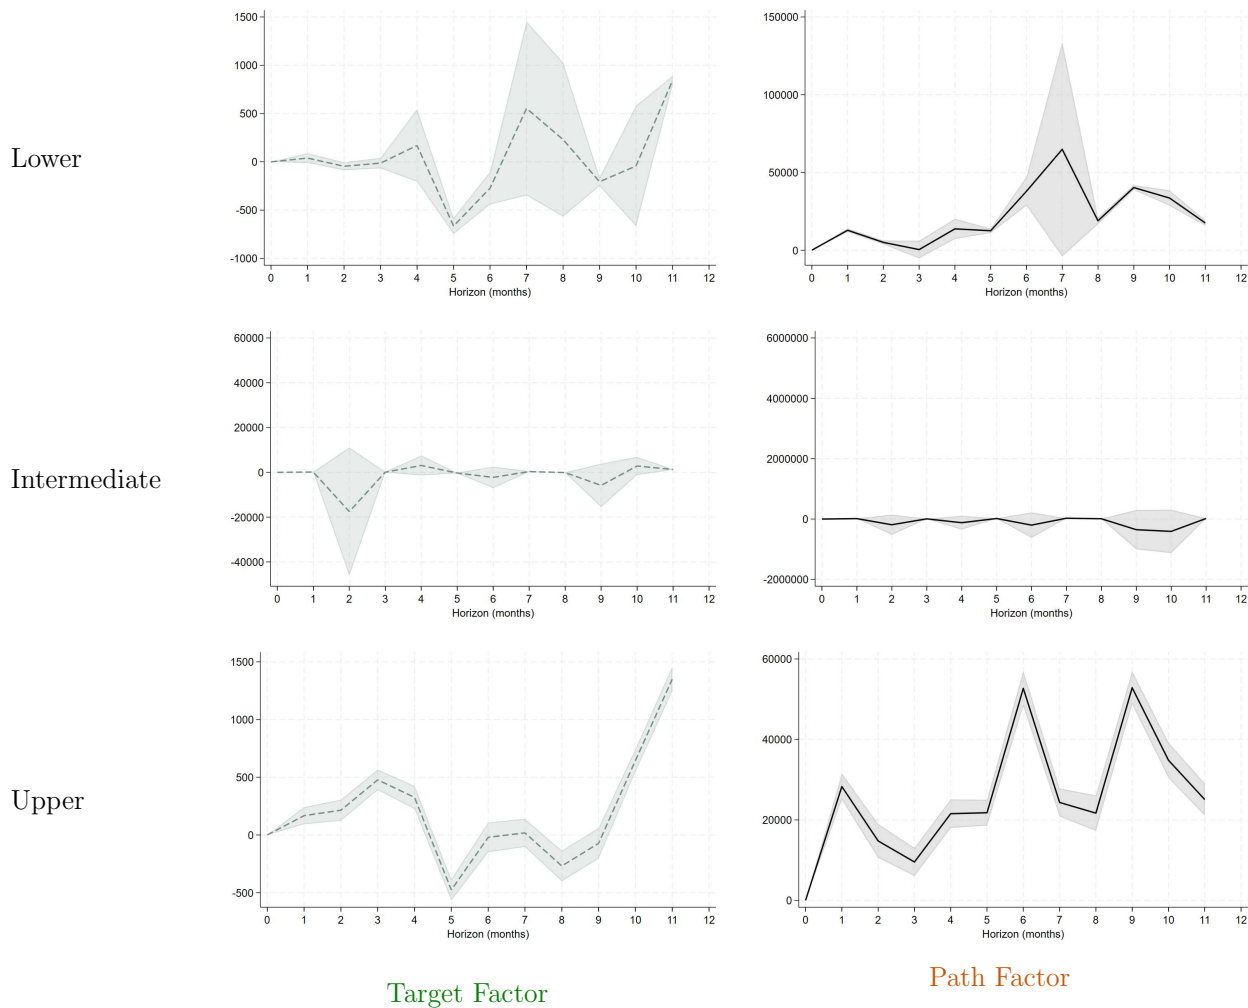 1500
1000
500
0
-500
-1000
0 1 2 3 4 5 6 7 8 9 10 11 12
Horizon (months)
150000
100000
50000
0
0 1 2 3 4 5 6 7 8 9 10 11 12
Horizon (months)
Lower
60000
40000
20000
0
-20000
-40000
0 1 2 3 4 5 6 7 8 9 10 11 12
Horizon (months)
6000000
4000000
2000000
0
-2000000
0 1 2 3 4 5 6 7 8 9 10 11 12
Horizon (months)
Intermediate
1500
1000
500
0
-500
0 1 2 3 4 5 6 7 8 9 10 11 12
Horizon (months)
60000
40000
20000
0
0 1 2 3 4 5 6 7 8 9 10 11 12
Horizon (months)
Upper
Target Factor
Path Factor